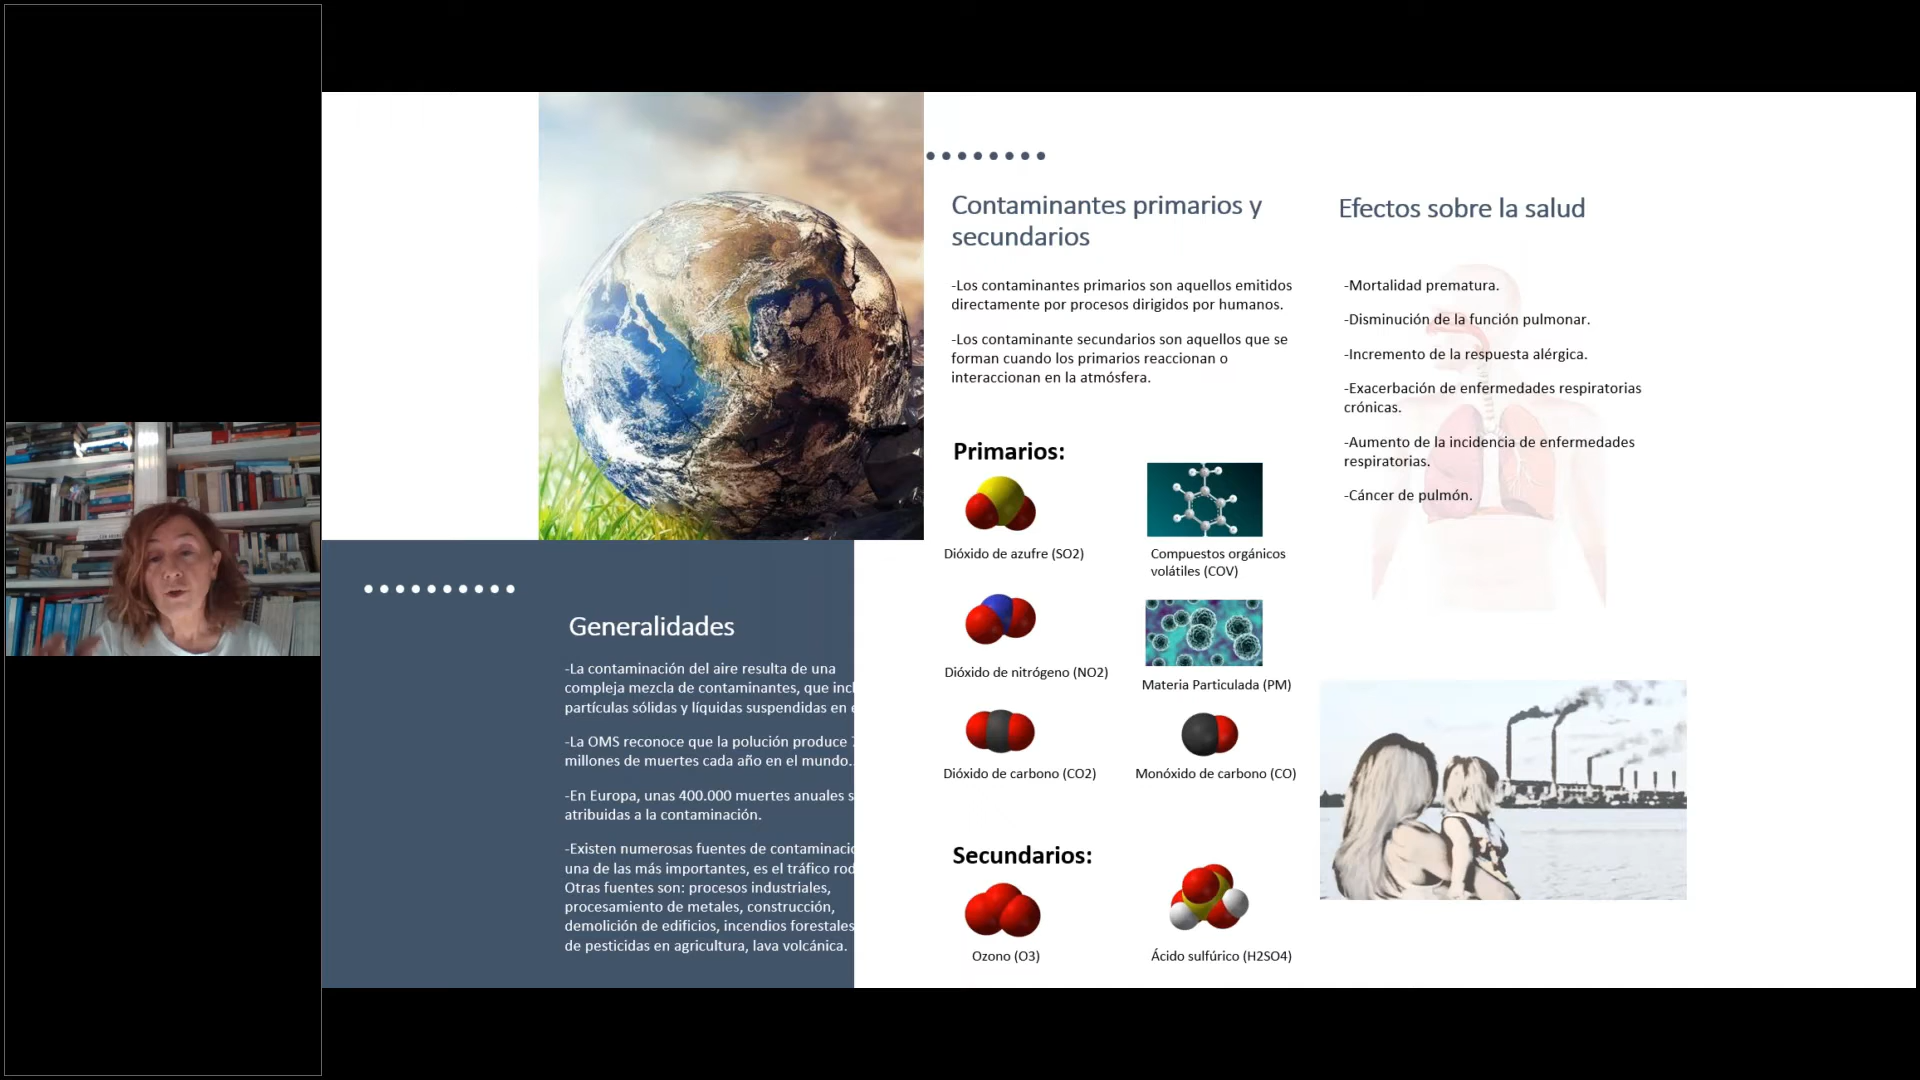 Contaminantes primarios y
secundarios
-Los contaminantes primarios son aquellos emitidos
directamente por procesos dirigidos por humanos.
-Los contaminante secundarios son aquellos que se
forman cuando los primarios reaccionan o
interaccionan en la atmósfera.
Primarios:
Dióxido de azufre (SO2)
Compuestos orgánicos
volátiles (COV)
Dióxido de nitrógeno (NO2)
Materia Particulada (PM)
Dióxido de carbono (CO2)
Monóxido de carbono (CO)
Secundarios:
Ozono (O3)
Ácido sulfúrico (H2SO4)
Efectos sobre la salud
-Mortalidad prematura.
-Disminución de la función pulmonar.
-Incremento de la respuesta alérgica.
-Exacerbación de enfermedades respiratorias
crónicas.
-Aumento de la incidencia de enfermedades
respiratorias.
-Cáncer de pulmón.
Generalidades
-La contaminación del aire resulta de una
compleja mezcla de contaminantes, que
partículas sólidas y líquidas suspendidas en
-La OMS reconoce que la polución produce
millones de muertes cada año en el mundo.
-En Europa, unas 400.000 muertes anuales
atribuidas a la contaminación.
-Existen numerosas fuentes de
una de las más importantes, es el tráfico
Otras fuentes son: procesos industriales,
procesamiento de metales, construcción,
demolición de edificios, incendios forestales
de pesticidas en agricultura, lava volcánica.